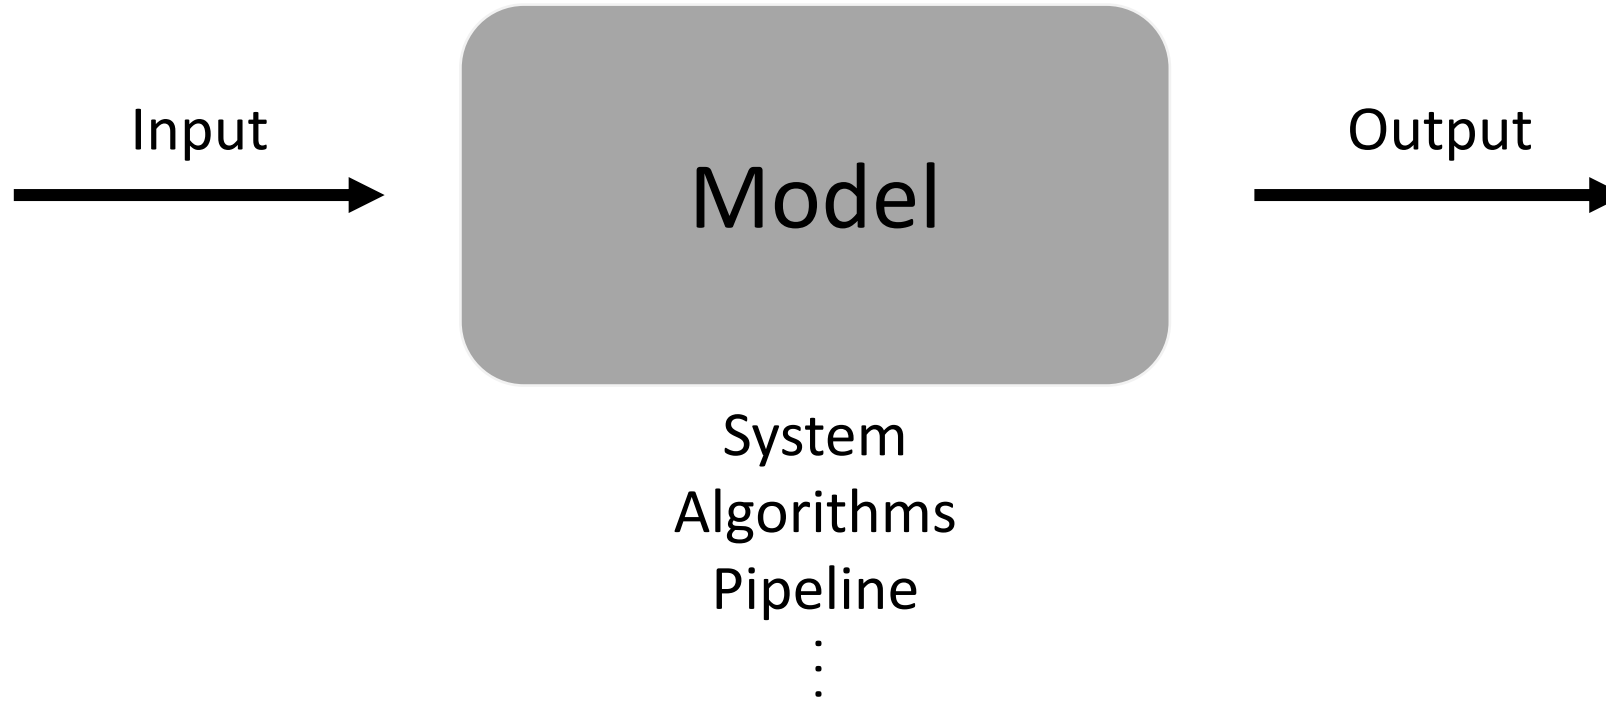 Input
Model
Output
System
Algorithms
Pipeline
⋮